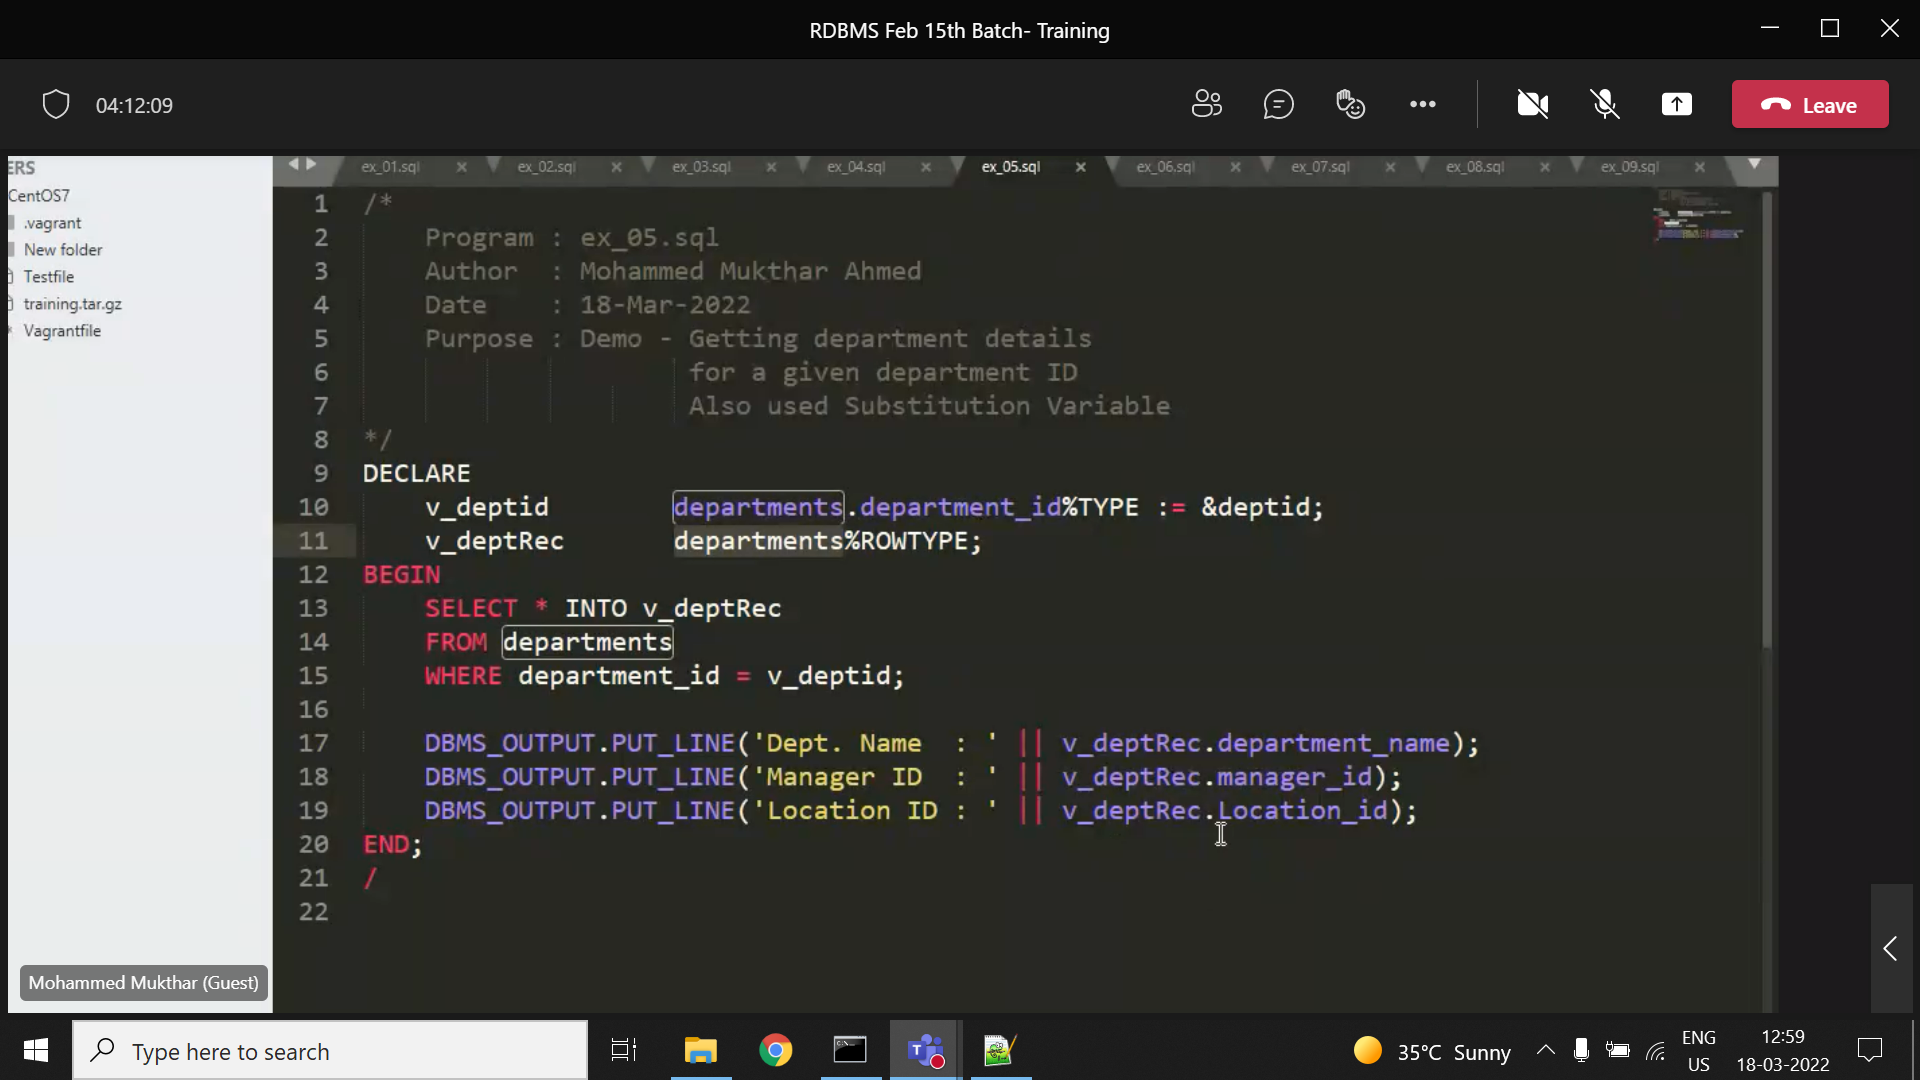 RDBMS Feb 15th Batch- Training
04:12:09
Leave
ERS
CentOS7
.vagrant
New folder
Testfile
training.tar.gz
Vagrantfile
ex_01.sql
ex_02.sql
ex_03.sql
ex_04.sql
ex_05.sql
ex_06.sql
ex_07.sql
ex_08.sql
ex_09.sql
1 /*
2 Program : ex_05.sql
3 Author : Mohammed Mukthar Ahmed
4 Date : 18-Mar-2022
5 Purpose : Demo - Getting department details
6 for a given department ID
7 Also used Substitution Variable
8 */
9 DECLARE
10 v_deptid departments.department_id%TYPE := &deptid;
11 v_deptRec departments%ROWTYPE;
12 BEGIN
13 SELECT * INTO v_deptRec
14 FROM departments
15 WHERE department_id = v_deptid;
16
17 DBMS_OUTPUT.PUT_LINE('Dept. Name : ' || v_deptRec.department_name);
18 DBMS_OUTPUT.PUT_LINE('Manager ID : ' || v_deptRec.manager_id);
19 DBMS_OUTPUT.PUT_LINE('Location ID : ' || v_deptRec.Location_id);
20 END;
21 /
22
Mohammed Mukthar (Guest)
Type here to search
35°C Sunny
ENG
US
12:59
18-03-2022